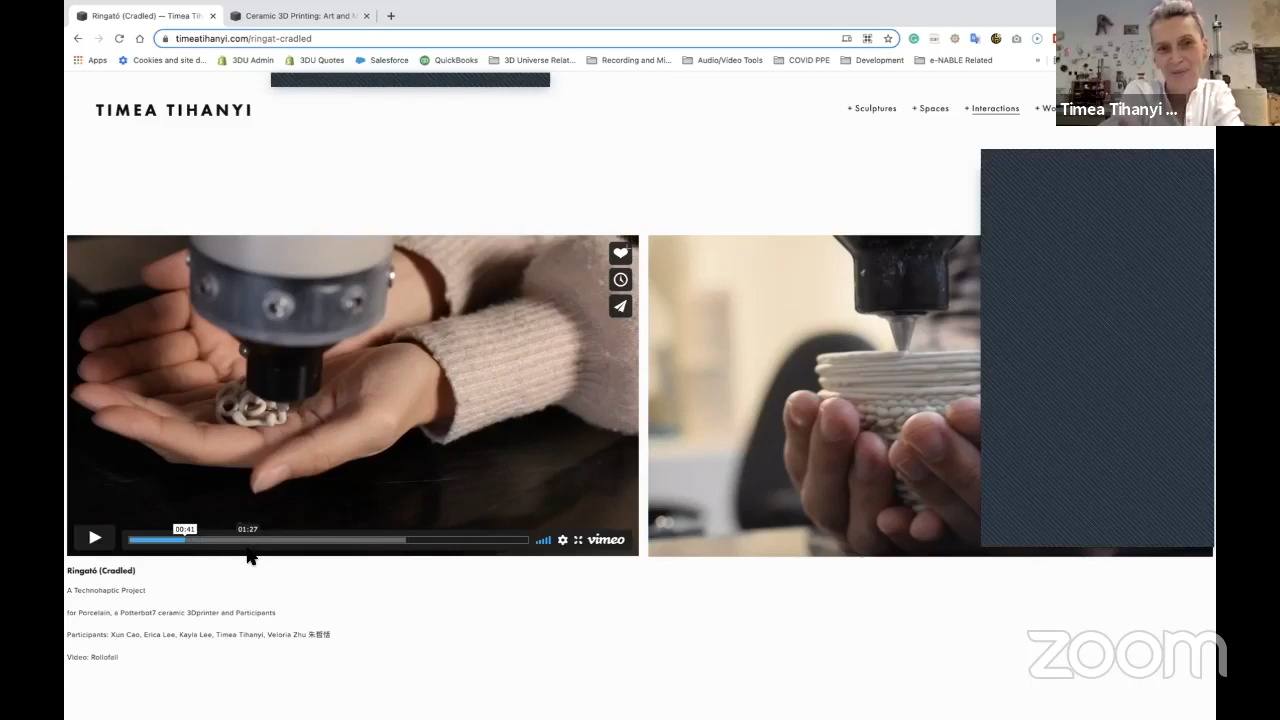 Ringató (Cradled) — Timea Tih
Ceramic 3D Printing: Art and M
timeatihanyi.com/ringat-cradled
Apps
Cookies and site d...
3DU Admin
3DU Quotes
Salesforce
QuickBooks
3D Universe Relat...
Recording and Mi...
Audio/Video Tools
COVID PPE
Development
e-NABLE Related
»
TIMEA TIHANYI
+ Sculptures
+ Spaces
+ Interactions
+ Wo
Timea Tihanyi ...
00:41
01:27
vimeo
Ringató (Cradled)
A Technohaptic Project
for Porcelain, a Potterbot7 ceramic 3Dprinter and Participants
Participants: Xun Cao, Erica Lee, Kayla Lee, Timea Tihanyi, Veloria Zhu 朱哲恬
Video: Rollofall
zoom